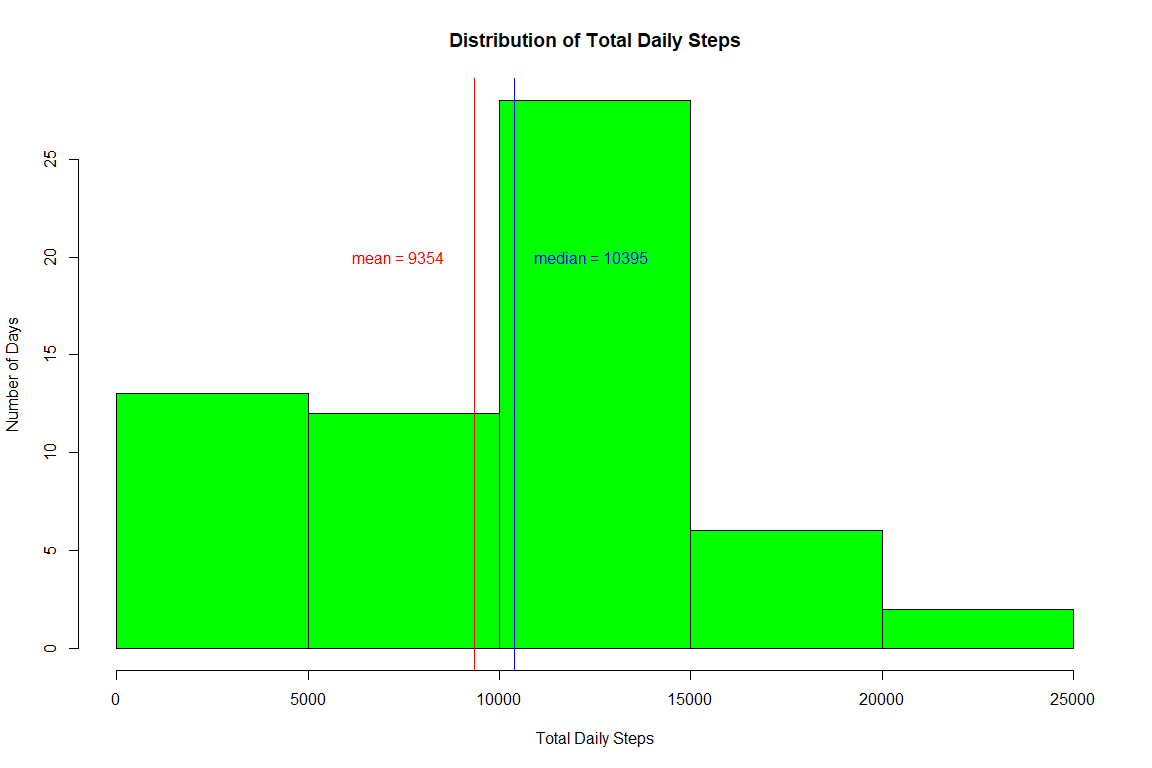 Distribution of Total Daily Steps
25
20
15
10
5
0
Number of Days
mean = 9354
median = 10395
0 5000 10000 15000 20000 25000
Total Daily Steps